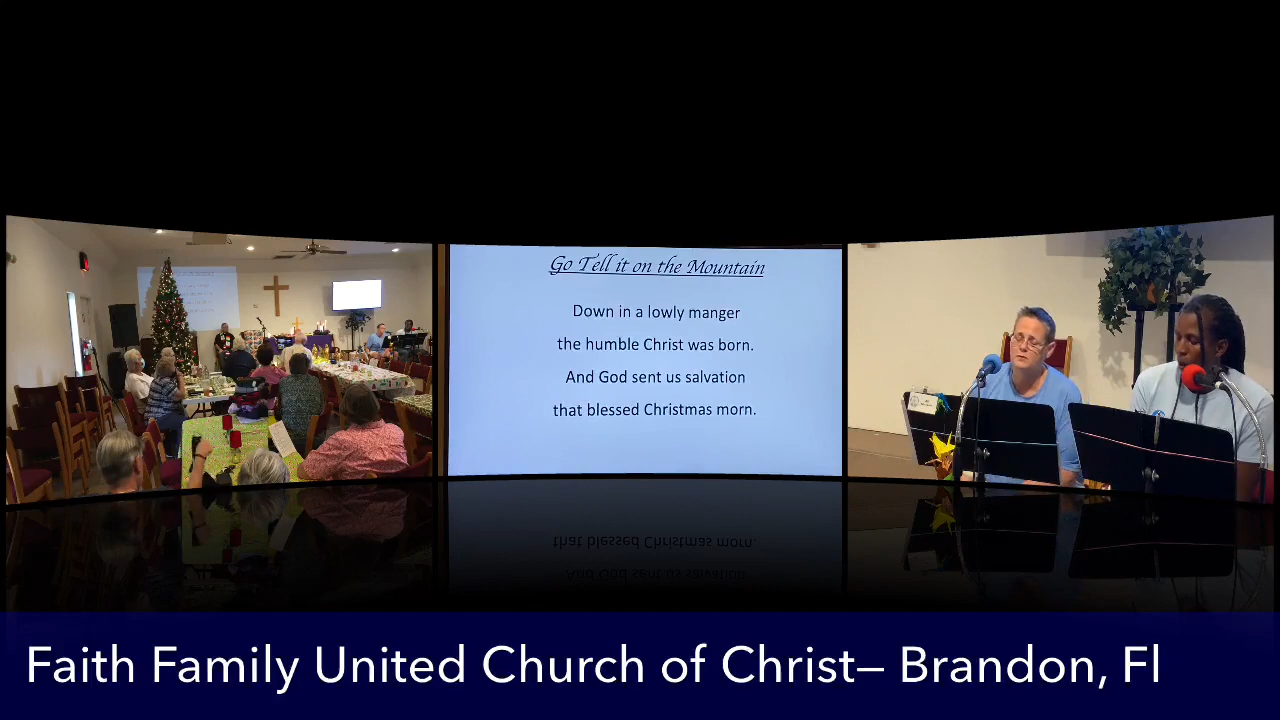 Go Tell it on the Mountain
Down in a lowly manger
the humble Christ was born.
And God sent us salvation
that blessed Christmas morn.
Faith Family United Church of Christ— Brandon, Fl